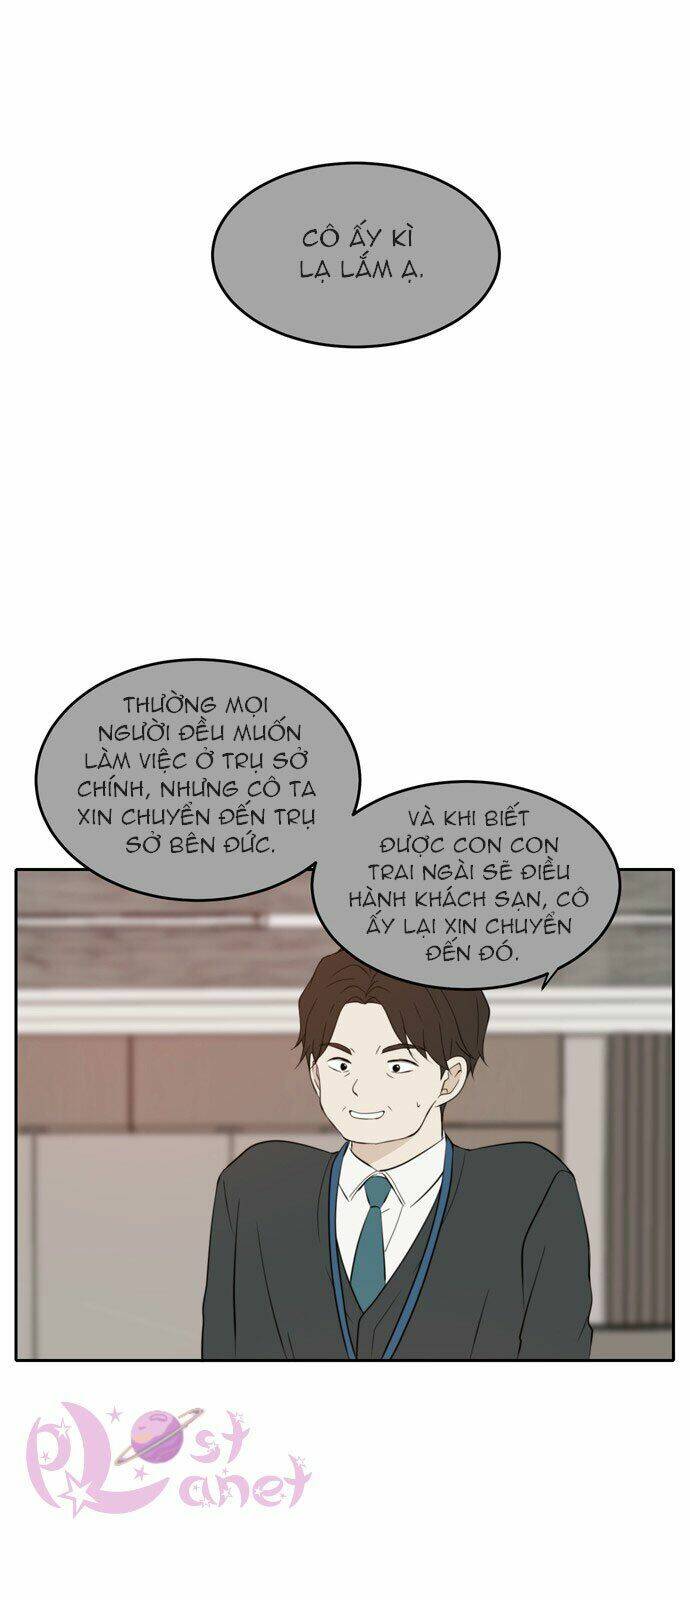 CÔ ẤY KÌ
LẠ LẮM Ạ.
THƯỜNG MỌI
NGƯỜI ĐỀU MUỐN
LÀM VIỆC Ở TRỤ SỞ
CHÍNH, NHƯNG CÔ TA
XIN CHUYỂN ĐẾN TRỤ
SỞ BÊN ĐỨC.
VÀ KHI BIẾT
ĐƯỢC CON CON
TRAI NGÀI SẼ ĐIỀU
HÀNH KHÁCH SẠN, CÔ
ẤY LẠI XIN CHUYỂN
ĐẾN ĐÓ.
Lost
Planet